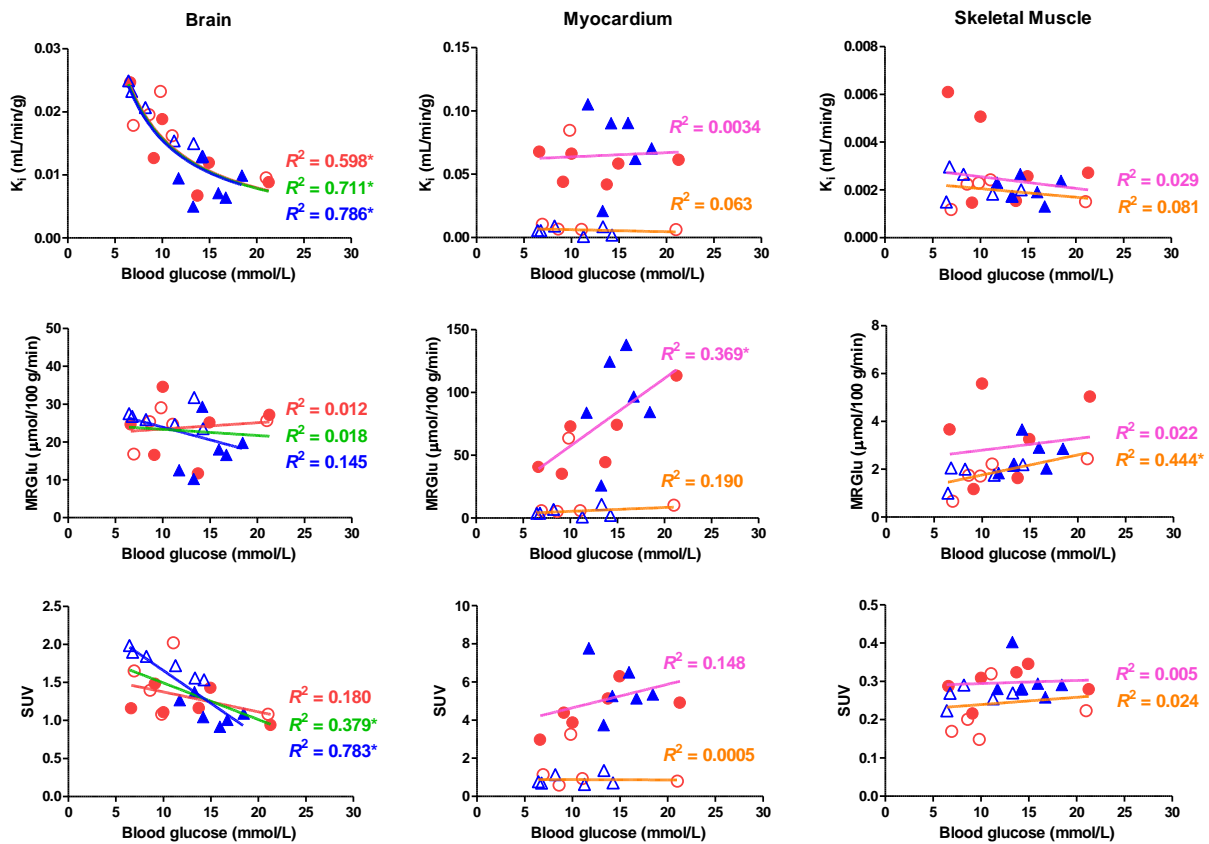 Brain
Myocardium
Skeletal Muscle
0.03
0.02
0.01
0.00
Ki (mL/min/g)
R2 = 0.598*
R2 = 0.711*
R2 = 0.786*
0 5 10 15 20 25 30
Blood glucose (mmol/L)
0.15
0.10
0.05
0.00
Ki (mL/min/g)
R2 = 0.0034
R2 = 0.063
0 5 10 15 20 25 30
Blood glucose (mmol/L)
0.008
0.006
0.004
0.002
0.000
Ki (mL/min/g)
R2 = 0.029
R2 = 0.081
0 5 10 15 20 25 30
Blood glucose (mmol/L)
50
40
30
20
10
0
MRGlu (µmol/100 g/min)
R2 = 0.012
R2 = 0.018
R2 = 0.145
0 5 10 15 20 25 30
Blood glucose (mmol/L)
150
100
50
0
MRGlu (µmol/100 g/min)
R2 = 0.369*
R2 = 0.190
0 5 10 15 20 25 30
Blood glucose (mmol/L)
8
6
4
2
0
MRGlu (µmol/100 g/min)
R2 = 0.022
R2 = 0.444*
0 5 10 15 20 25 30
Blood glucose (mmol/L)
2.5
2.0
1.5
1.0
0.5
0.0
SUV
R2 = 0.180
R2 = 0.379*
R2 = 0.783*
0 5 10 15 20 25 30
Blood glucose (mmol/L)
10
8
6
4
2
0
SUV
R2 = 0.148
R2 = 0.0005
0 5 10 15 20 25 30
Blood glucose (mmol/L)
0.5
0.4
0.3
0.2
0.1
0.0
SUV
R2 = 0.005
R2 = 0.024
0 5 10 15 20 25 30
Blood glucose (mmol/L)